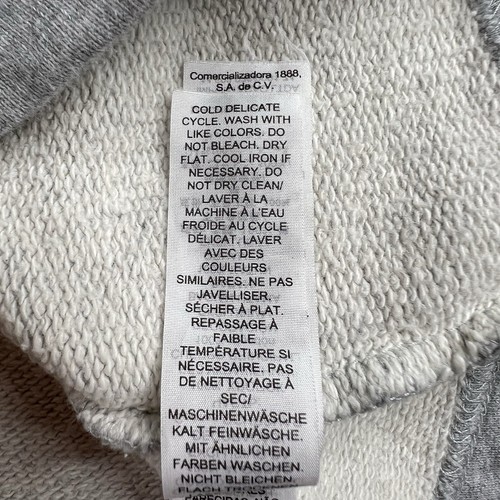 Comercializadora 1888,
S.A. de C.V.
COLD DELICATE
CYCLE. WASH WITH
LIKE COLORS. DO
NOT BLEACH. DRY
FLAT. COOL IRON IF
NECESSARY. DO
NOT DRY CLEAN/
LAVER À LA
MACHINE À L'EAU
FROIDE AU CYCLE
DÉLICAT. LAVER
AVEC DES
COULEURS
SIMILAIRES. NE PAS
JAVELLISER.
SÉCHER À PLAT.
REPASSAGE À
FAIBLE
TEMPÉRATURE SI
NÉCESSAIRE. PAS
DE NETTOYAGE À
SEC/
MASCHINENWÄSCHE
KALT FEINWÄSCHE.
MIT ÄHNLICHEN
FARBEN WASCHEN.
NICHT BLEICHEN.
FLACH TROCKNEN